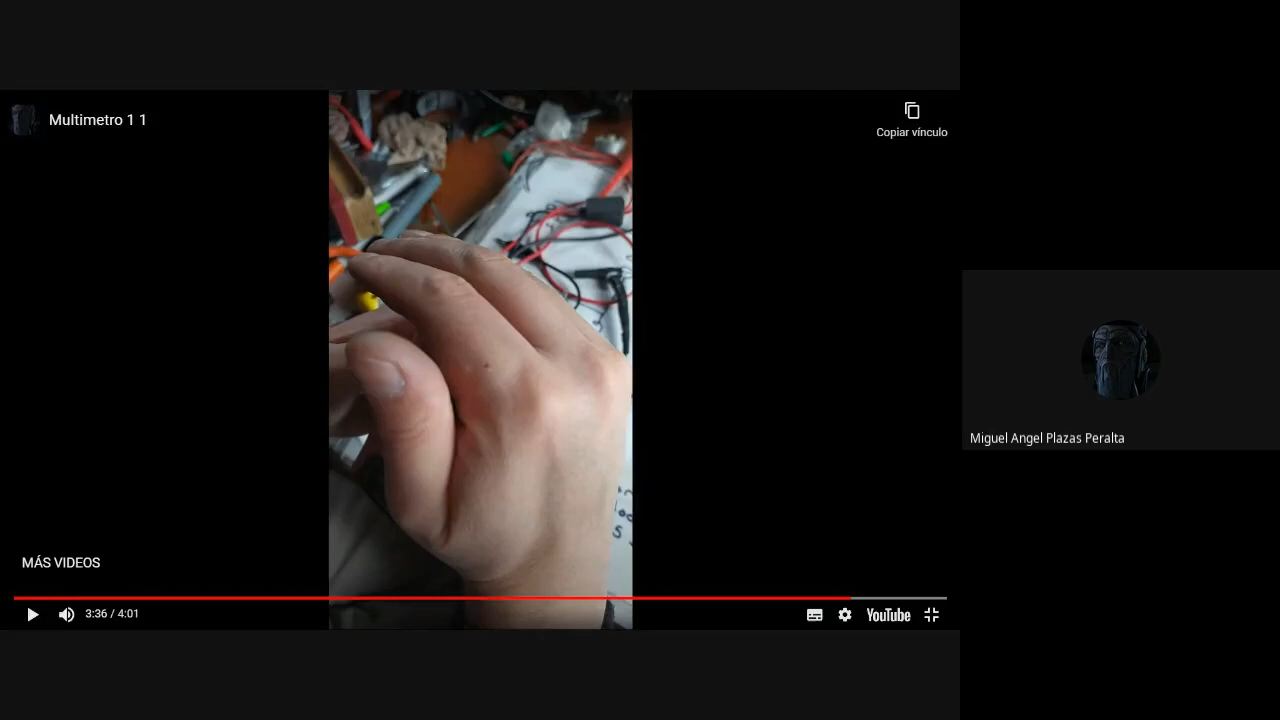 Multimetro 1 1
Copiar vínculo
MÁS VIDEOS
3:36 / 4:01
YouTube
Miguel Angel Plazas Peralta